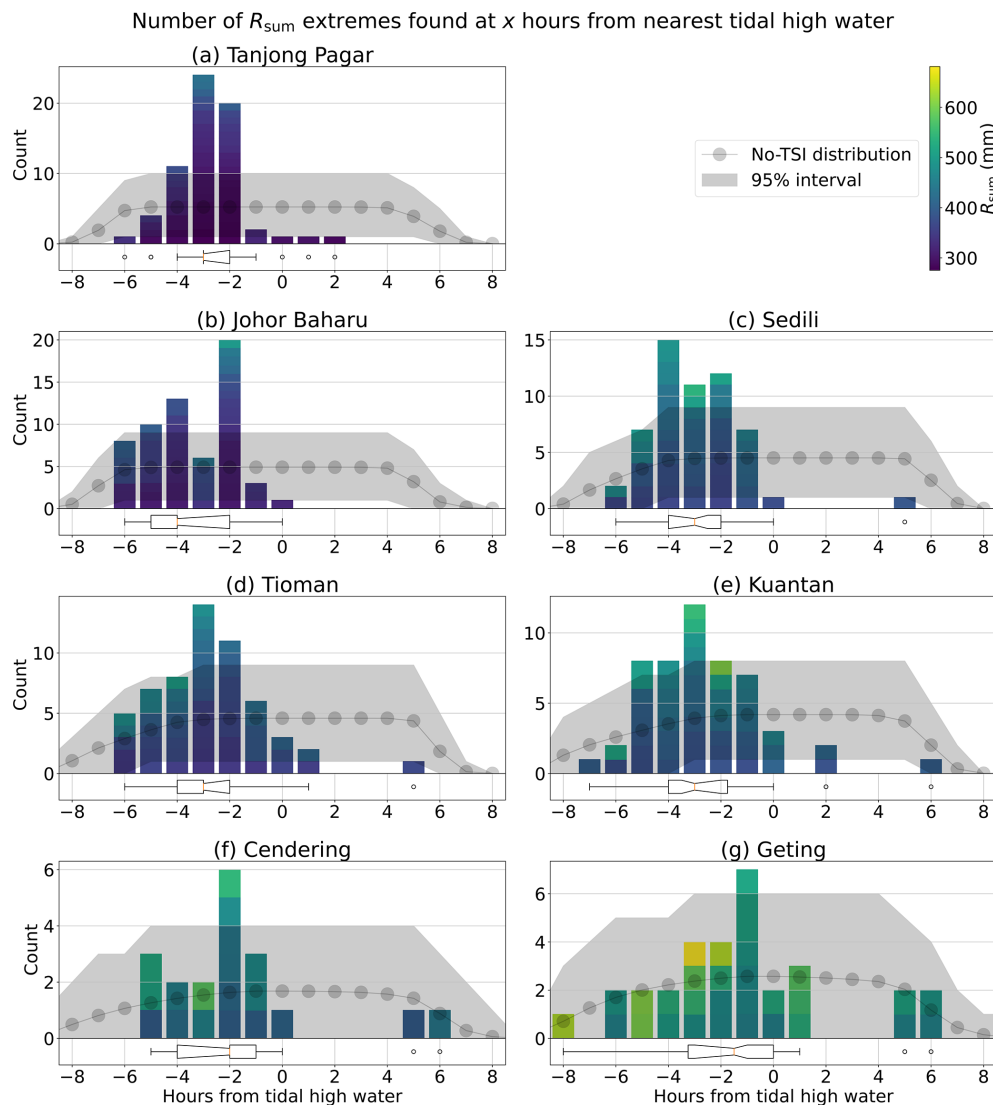 Number of R_sum extremes found at x hours from nearest tidal high water
(a) Tanjong Pagar
Count
20
10
0
−8 −6 −4 −2 0 2 4 6 8
No-TSI distribution
95% interval
600
500
400
300
R_sum (mm)
(b) Johor Baharu
Count
20
15
10
5
0
−8 −6 −4 −2 0 2 4 6 8
(c) Sedili
15
10
5
0
−8 −6 −4 −2 0 2 4 6 8
(d) Tioman
Count
10
5
0
−8 −6 −4 −2 0 2 4 6 8
(e) Kuantan
10
5
0
−8 −6 −4 −2 0 2 4 6 8
(f) Cendering
Count
6
4
2
0
−8 −6 −4 −2 0 2 4 6 8
Hours from tidal high water
(g) Geting
6
4
2
0
−8 −6 −4 −2 0 2 4 6 8
Hours from tidal high water